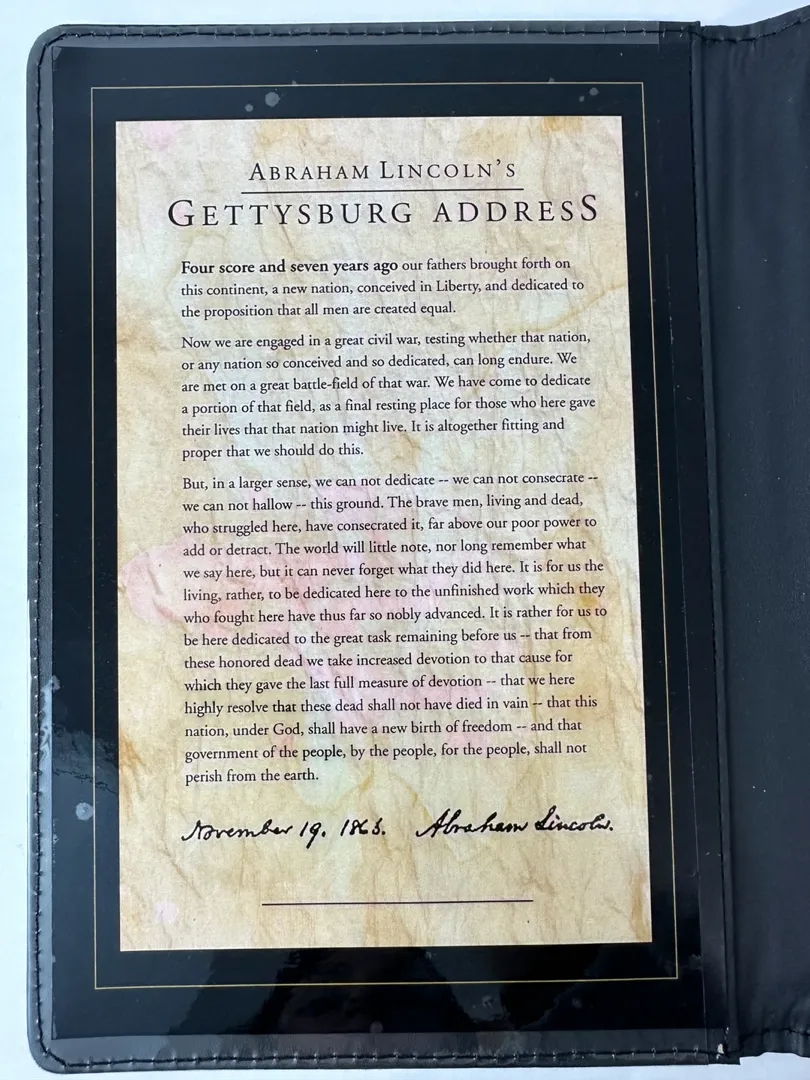 ABRAHAM LINCOLN'S
GETTYSBURG ADDRESS
Four score and seven years ago our fathers brought forth on
this continent, a new nation, conceived in Liberty, and dedicated to
the proposition that all men are created equal.
Now we are engaged in a great civil war, testing whether that nation,
or any nation so conceived and so dedicated, can long endure. We
are met on a great battle-field of that war. We have come to dedicate
a portion of that field, as a final resting place for those who here gave
their lives that that nation might live. It is altogether fitting and
proper that we should do this.
But, in a larger sense, we can not dedicate -- we can not consecrate --
we can not hallow -- this ground. The brave men, living and dead,
who struggled here, have consecrated it, far above our poor power to
add or detract. The world will little note, nor long remember what
we say here, but it can never forget what they did here. It is for us the
living, rather, to be dedicated here to the unfinished work which they
who fought here have thus far so nobly advanced. It is rather for us to
be here dedicated to the great task remaining before us -- that from
these honored dead we take increased devotion to that cause for
which they gave the last full measure of devotion -- that we here
highly resolve that these dead shall not have died in vain -- that this
nation, under God, shall have a new birth of freedom -- and that
government of the people, by the people, for the people, shall not
perish from the earth.
November 19. 1863. Abraham Lincoln.